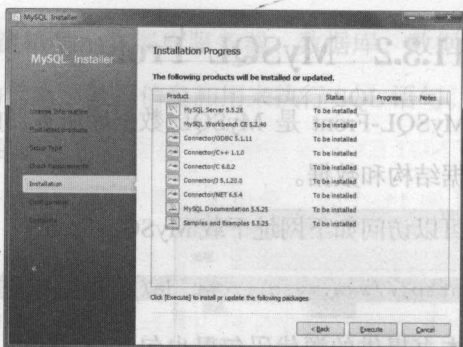 MySQL Installer
MySQL Installer
License Information
Find latest products
Setup Type
Check Requirements
Installation
Configuration
Complete
Installation Progress
The following products will be installed or updated.
Product Status Progress Notes
MySQL Server 5.5.28 To be installed
MySQL Workbench CE 5.2.40 To be installed
Connector/ODBC 5.1.11 To be installed
Connector/C++ 1.1.0 To be installed
Connector/C 6.0.2 To be installed
Connector/J 5.1.20.0 To be installed
Connector/NET 6.5.4 To be installed
MySQL Documentation 5.5.25 To be installed
Samples and Examples 5.5.25 To be installed
Click [Execute] to install or update the following packages
< Back Execute Cancel